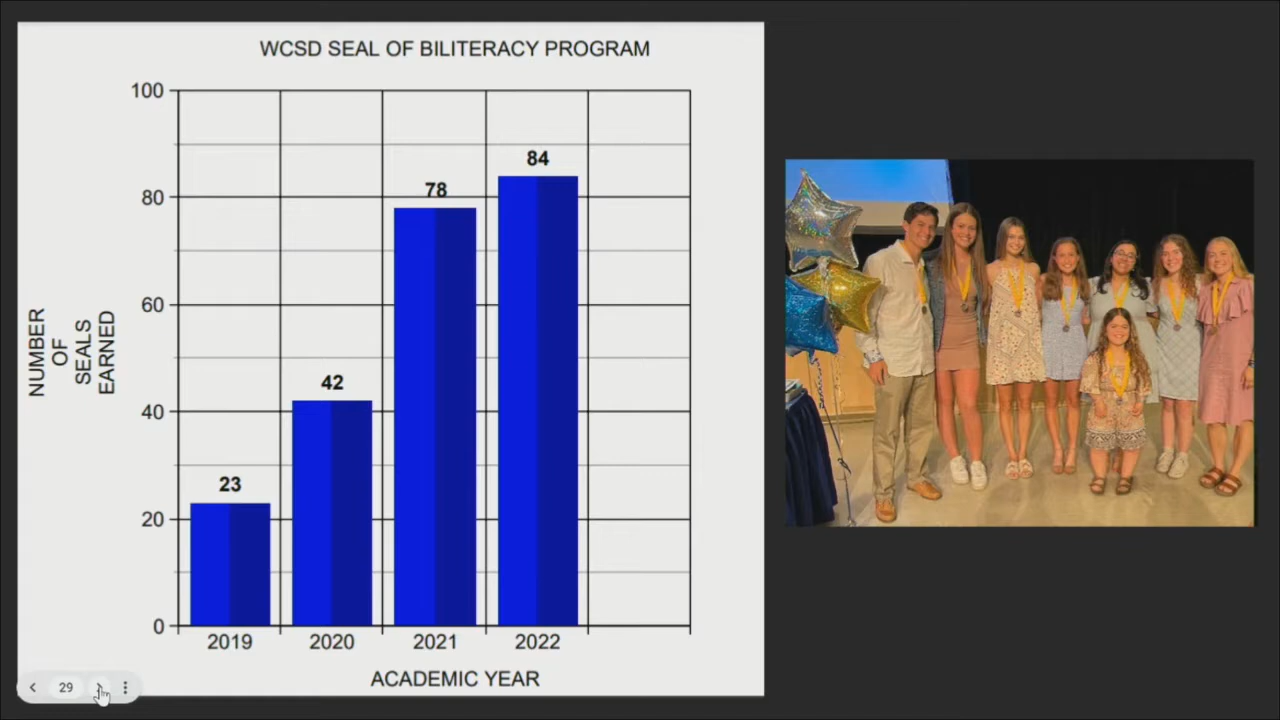 WCSD SEAL OF BILITERACY PROGRAM
100
80
60
40
20
0
NUMBER
OF
SEALS
EARNED
23
42
78
84
2019 2020 2021 2022
ACADEMIC YEAR
29